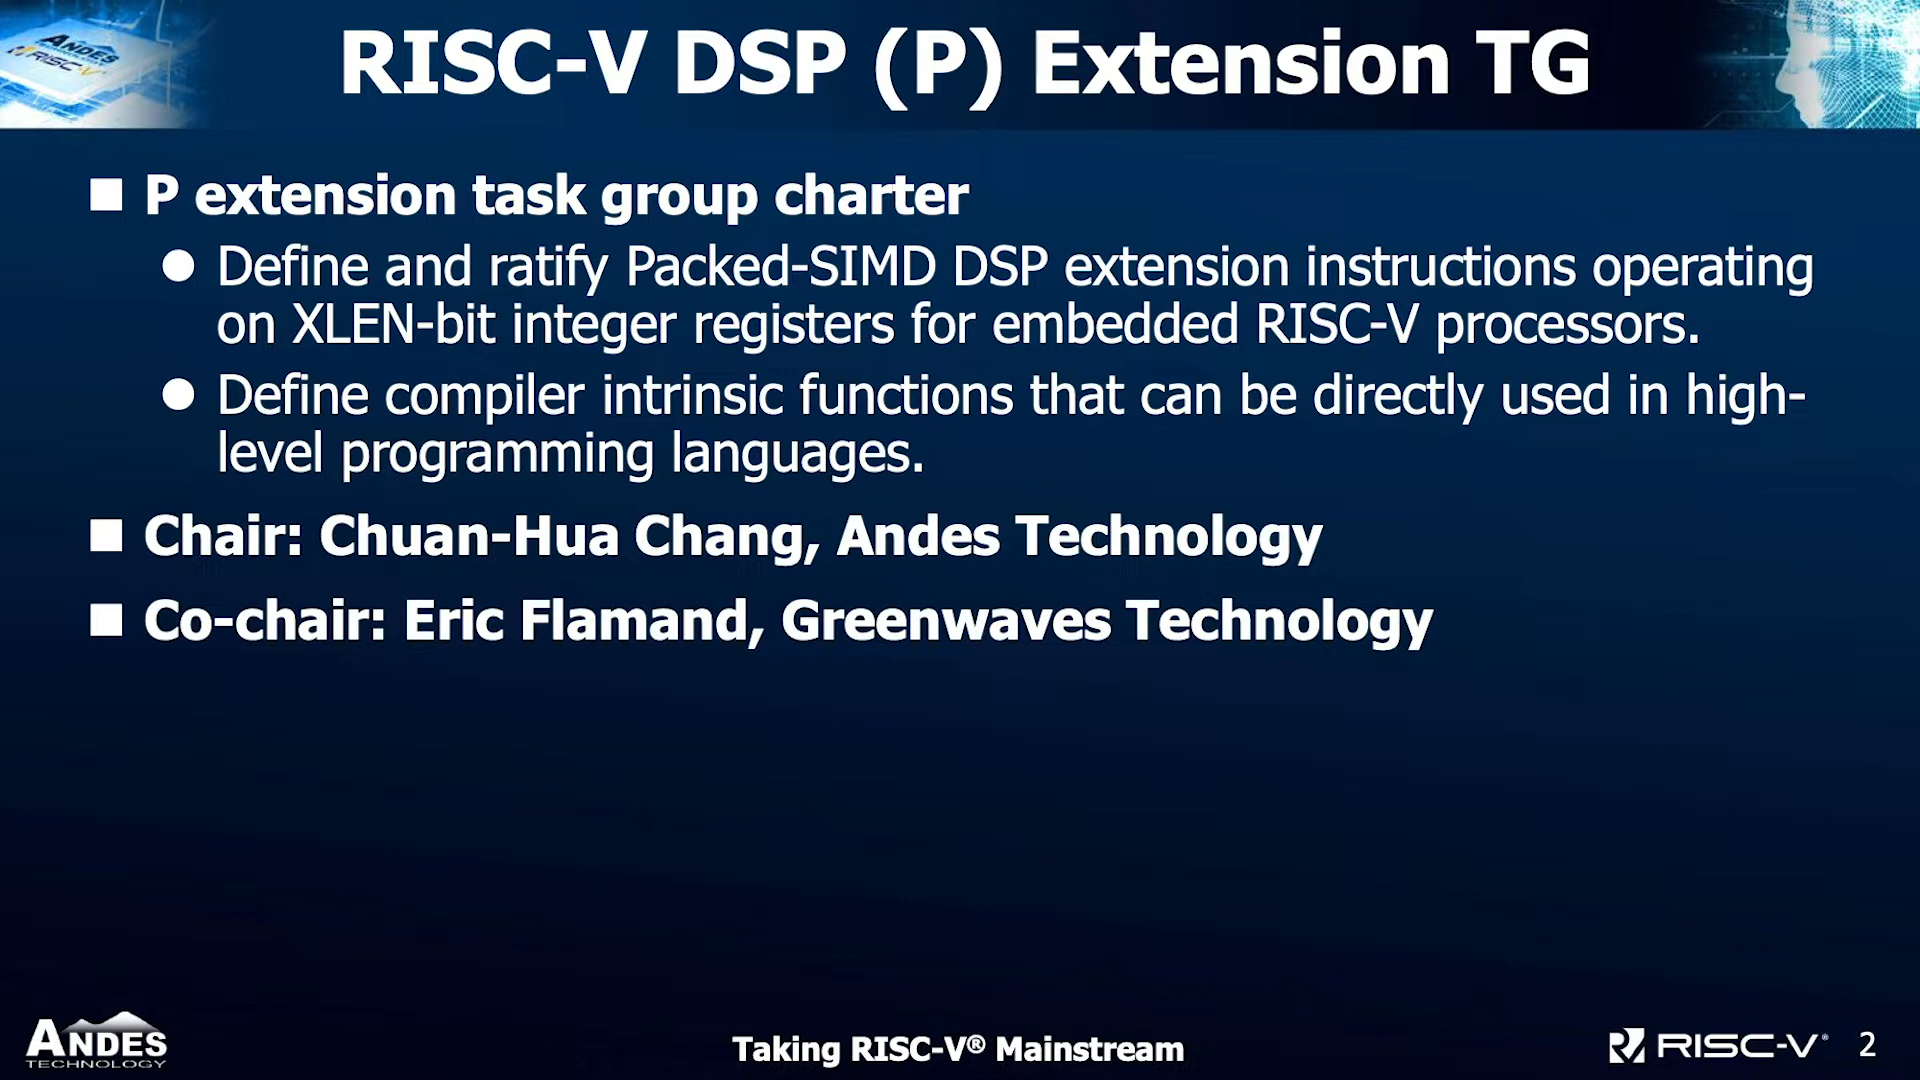 ANDES
RISC-V
RISC-V DSP (P) Extension TG
P extension task group charter
Define and ratify Packed-SIMD DSP extension instructions operating
on XLEN-bit integer registers for embedded RISC-V processors.
Define compiler intrinsic functions that can be directly used in high-
level programming languages.
Chair: Chuan-Hua Chang, Andes Technology
Co-chair: Eric Flamand, Greenwaves Technology
ANDES
TECHNOLOGY
Taking RISC-V® Mainstream
RISC-V®
2